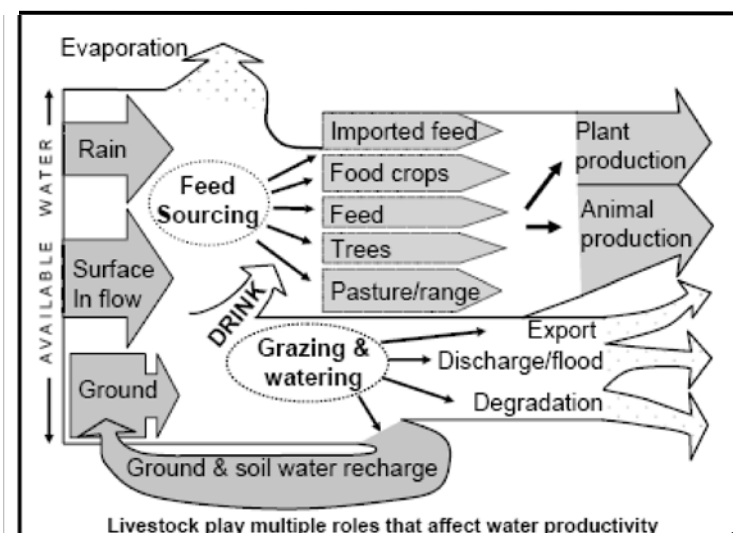 Evaporation
AVAILABLE WATER
Rain
Surface
In flow
Ground
Feed
Sourcing
Imported feed
Food crops
Feed
Trees
Pasture/range
Plant
production
Animal
production
DRINK
Grazing &
watering
Export
Discharge/flood
Degradation
Ground & soil water recharge
Livestock play multiple roles that affect water productivity